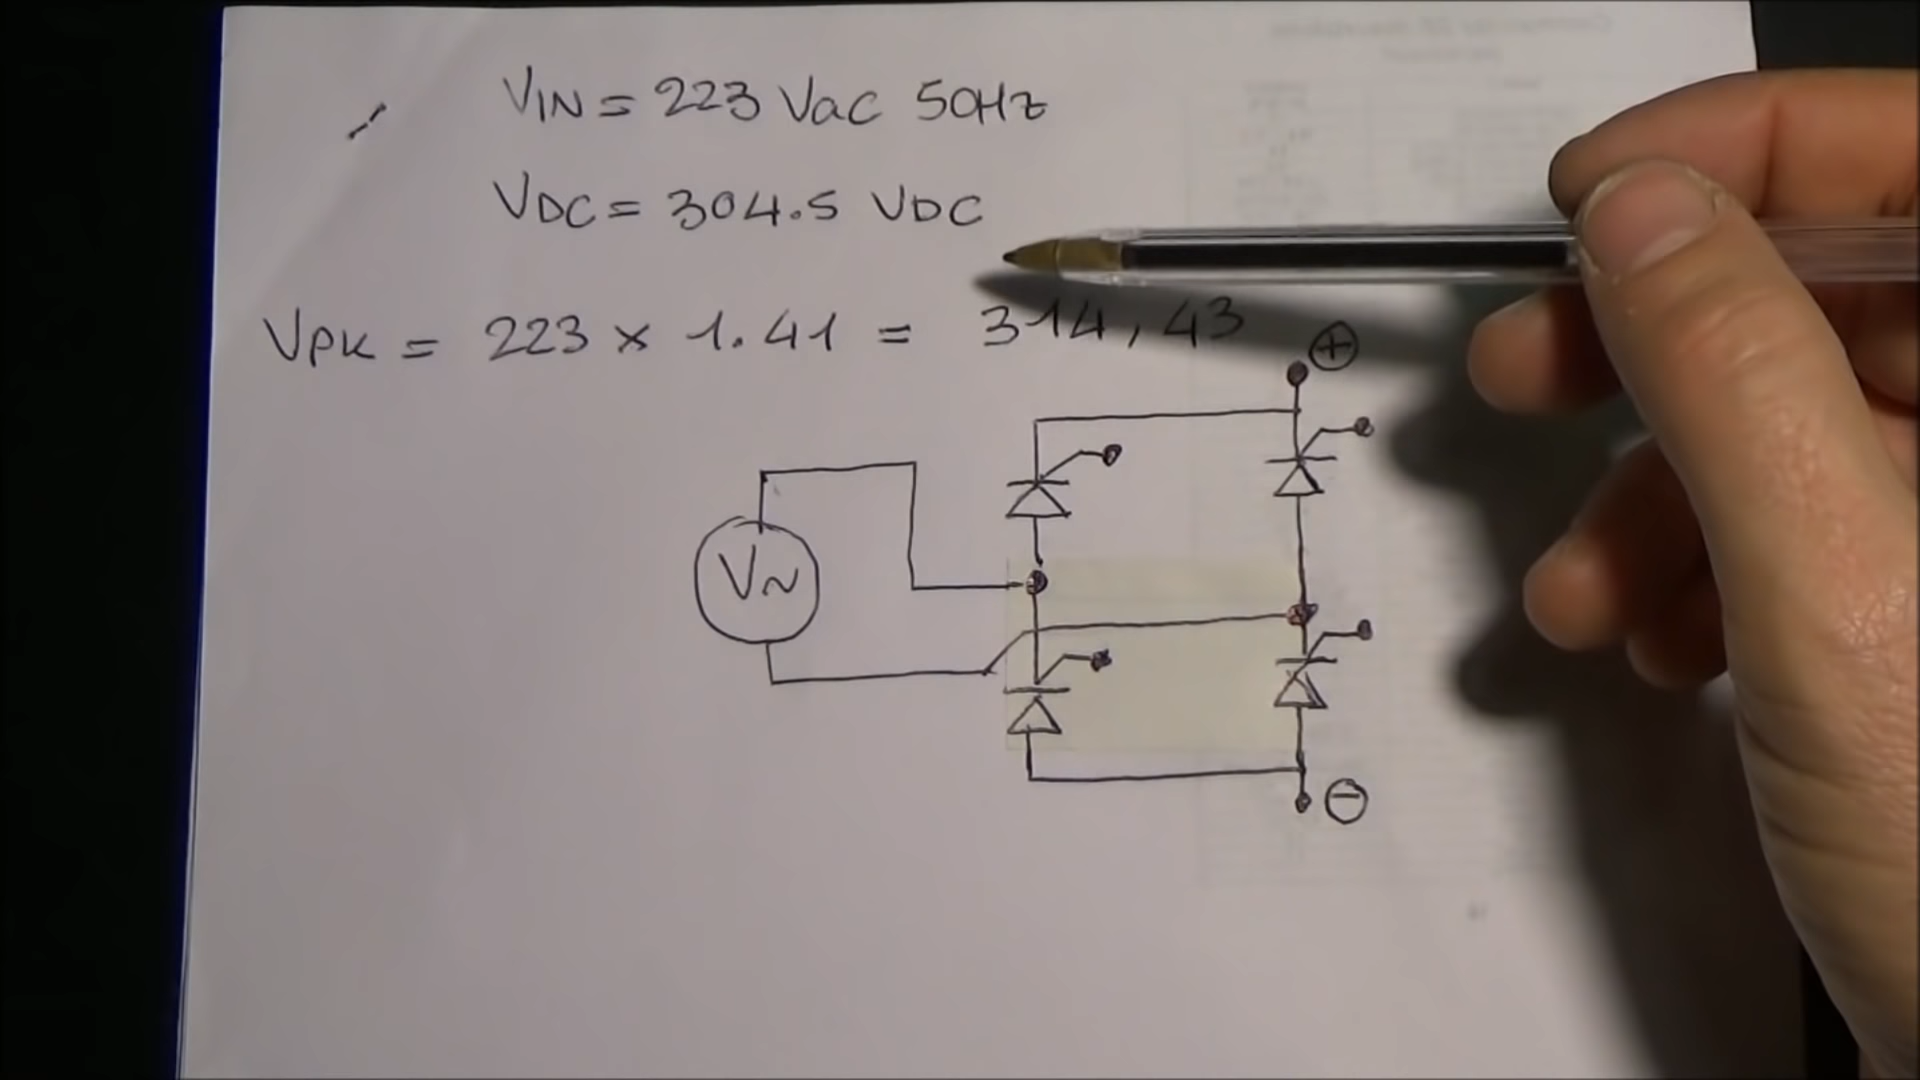 VIN = 223 Vac 50Hz
VDC = 304.5 VDC
VPK = 223 x 1.41 = 314,43
+
V~
-